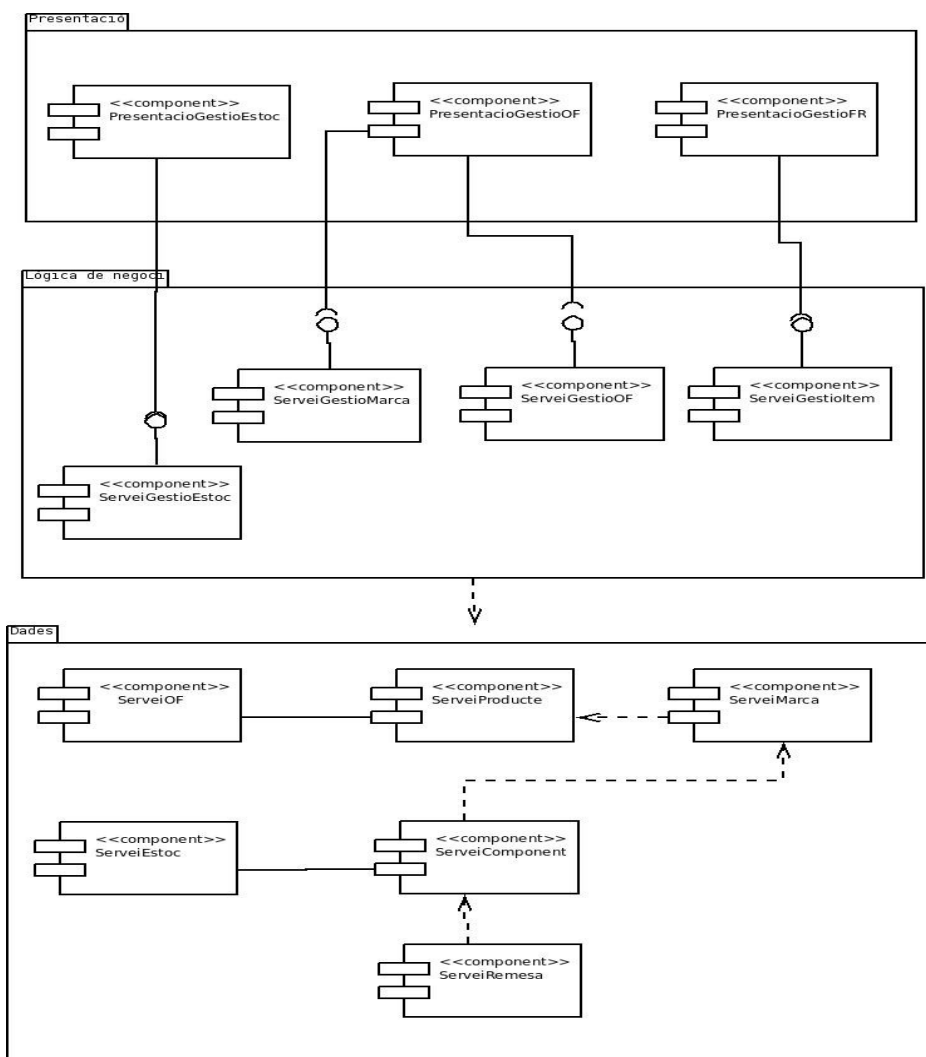 Presentació
<<component>>
PresentacioGestioEstoc
<<component>>
PresentacioGestioOF
<<component>>
PresentacioGestioFR
Lògica de negoci
<<component>>
ServeiGestioMarca
<<component>>
ServeiGestioOF
<<component>>
ServeiGestioItem
<<component>>
ServeiGestioEstoc
Dades
<<component>>
ServeiOF
<<component>>
ServeiProducte
<<component>>
ServeiMarca
<<component>>
ServeiEstoc
<<component>>
ServeiComponent
<<component>>
ServeiRemesa